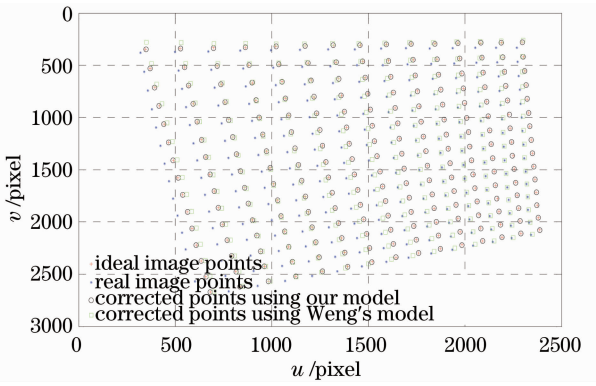 0
500
1000
1500
2000
2500
3000
v /pixel
ideal image points
real image points
corrected points using our model
corrected points using Weng's model
0 500 1000 1500 2000 2500
u /pixel